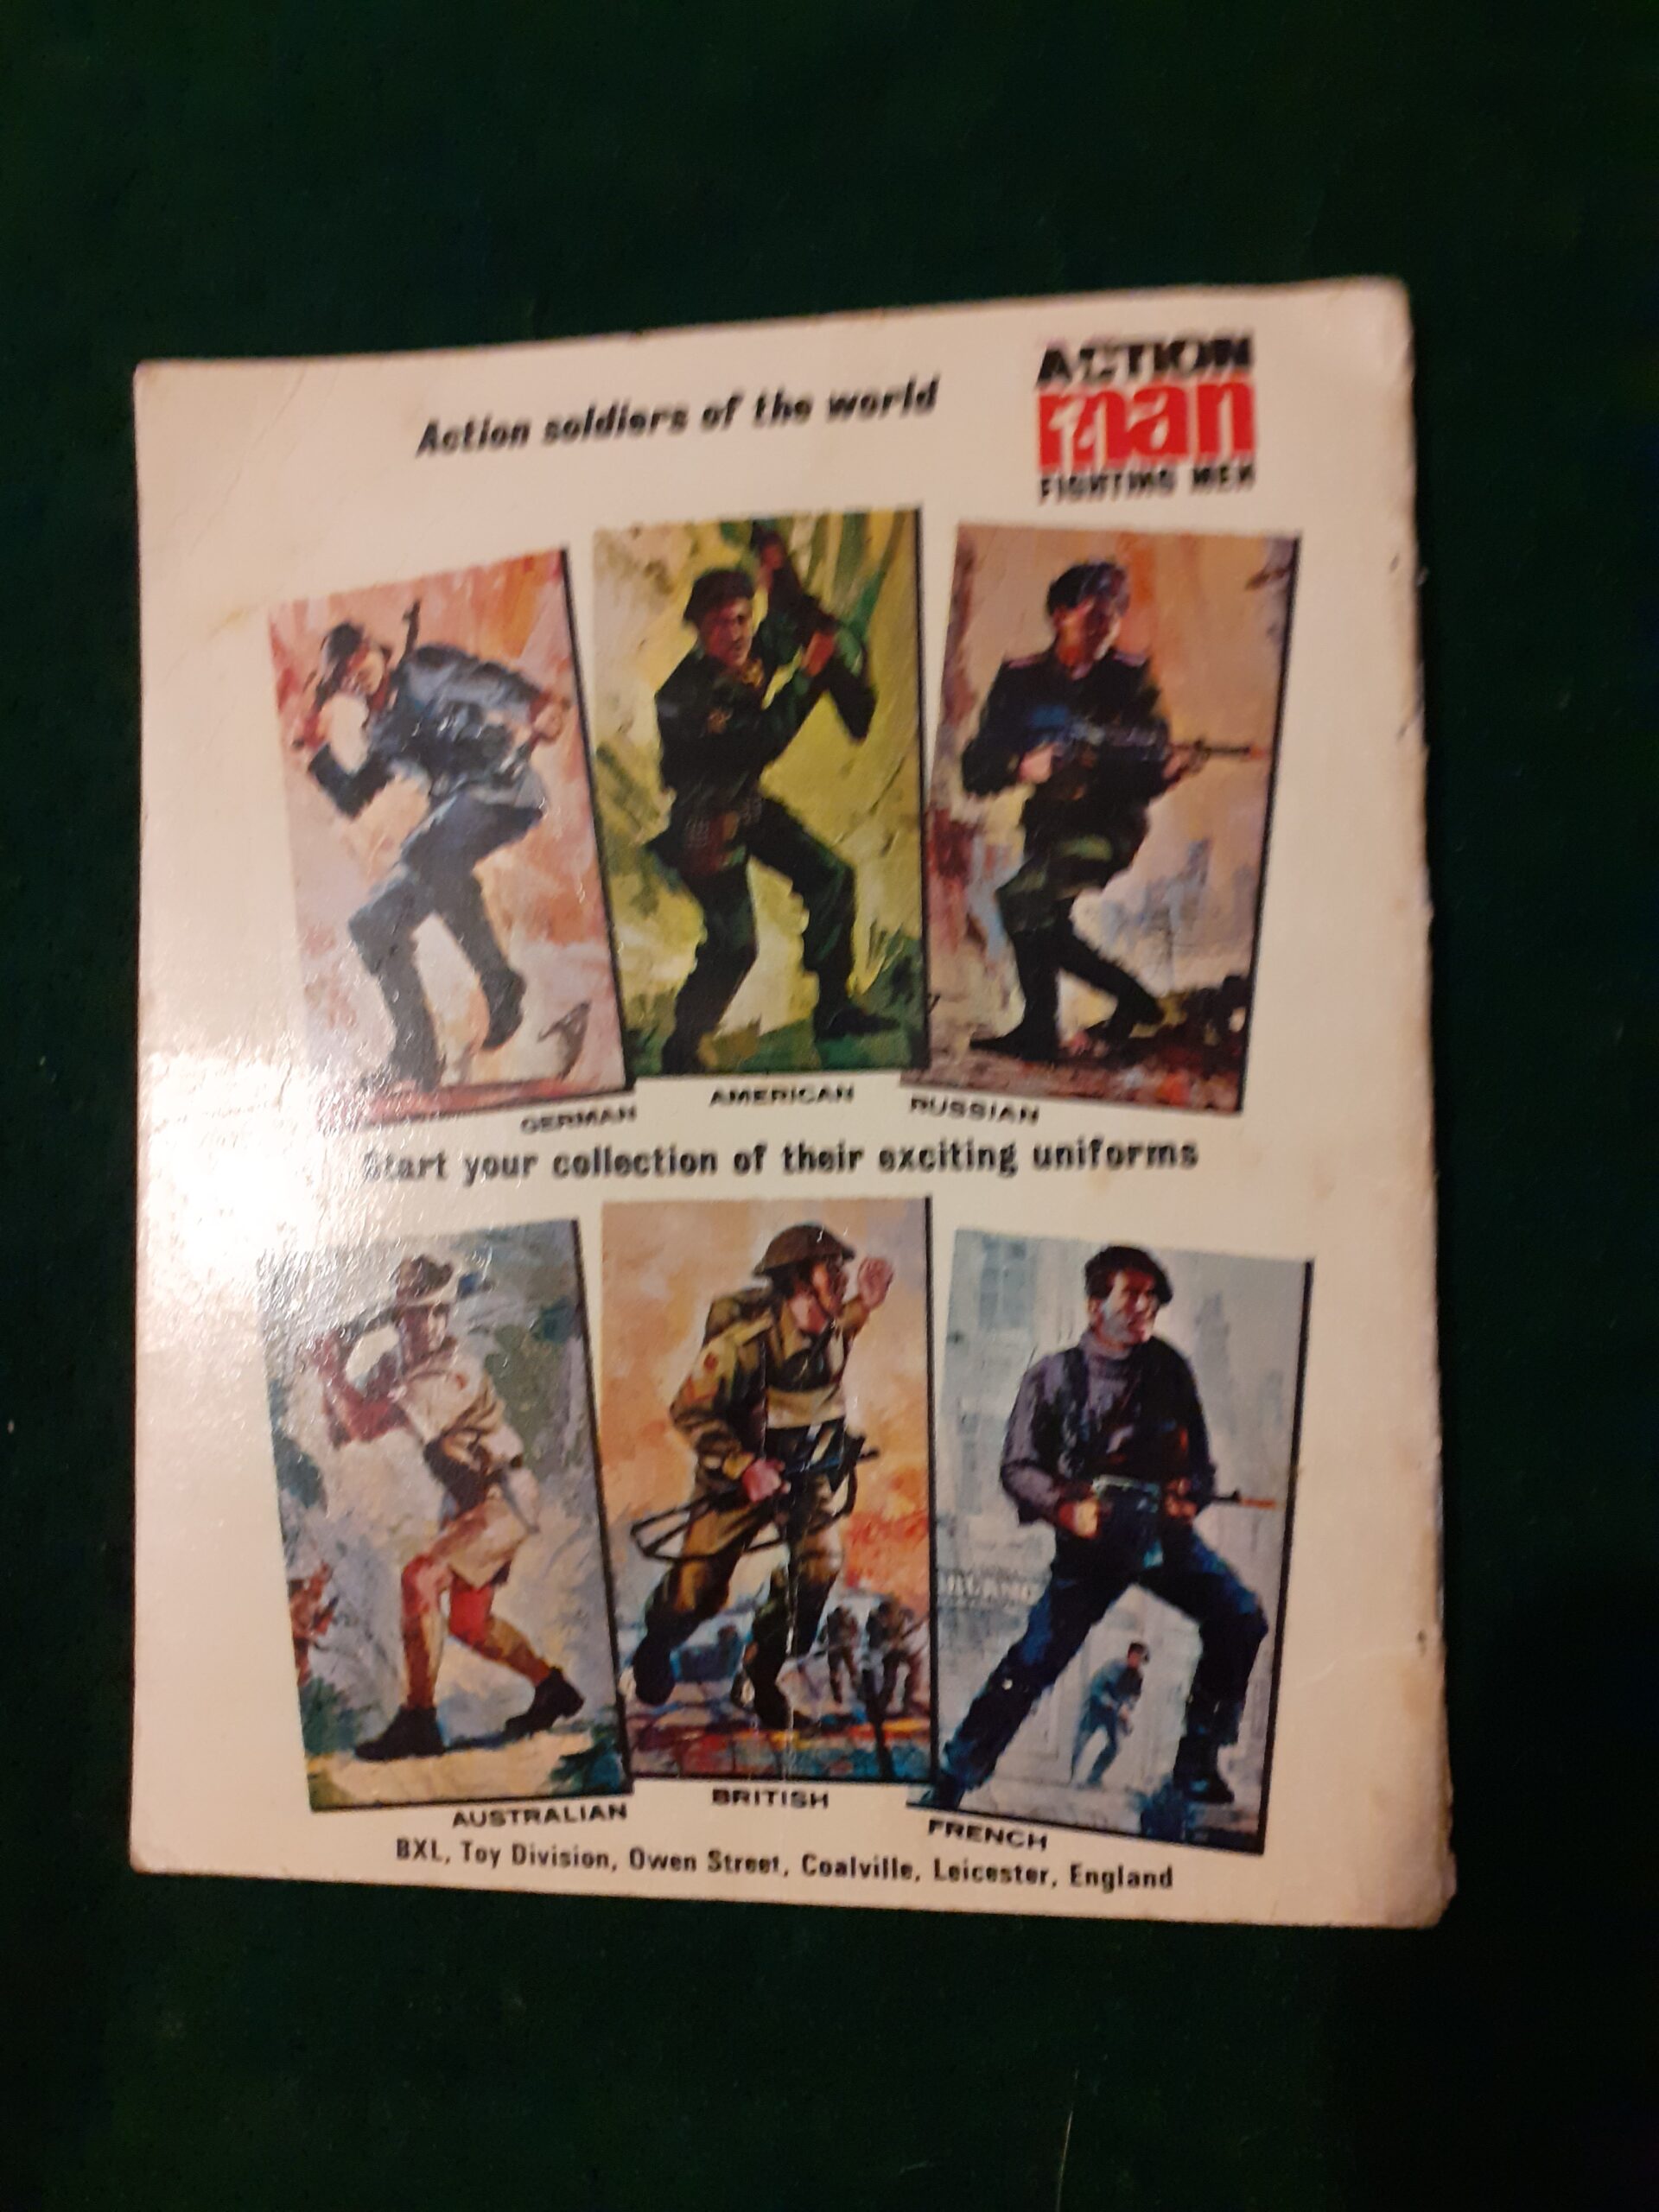 Action soldiers of the world
ACTION
man
FIGHTING MEN
GERMAN
AMERICAN
RUSSIAN
Start your collection of their exciting uniforms
AUSTRALIAN
BRITISH
FRENCH
BXL, Toy Division, Owen Street, Coalville, Leicester, England